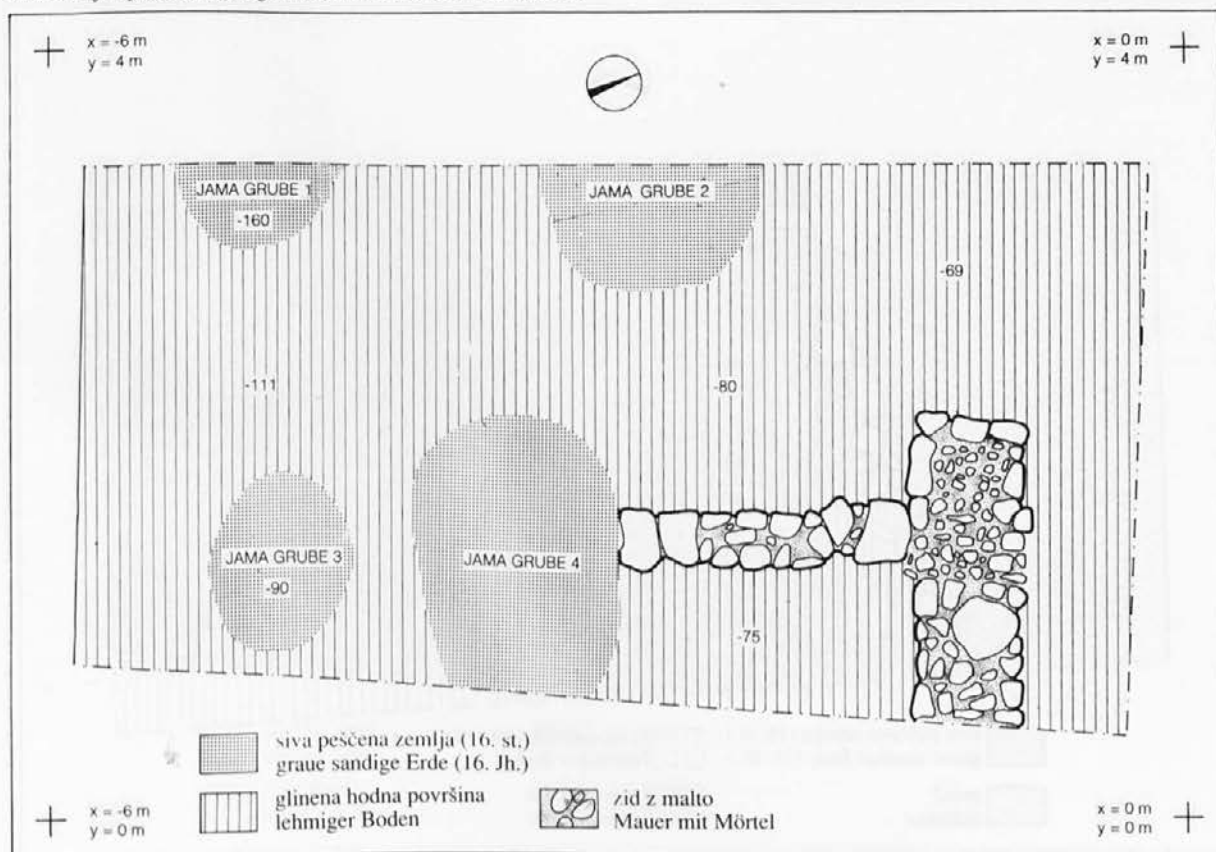 x = -6 m
y = 4 m
x = 0 m
y = 4 m
JAMA GRUBE 1
-160
JAMA GRUBE 2
-69
-111
-80
JAMA GRUBE 3
-90
JAMA GRUBE 4
-75
siva peščena zemlja (16. st.)
graue sandige Erde (16. Jh.)
glinena hodna površina
lehmiger Boden
zid z malto
Mauer mit Mörtel
x = -6 m
y = 0 m
x = 0 m
y = 0 m